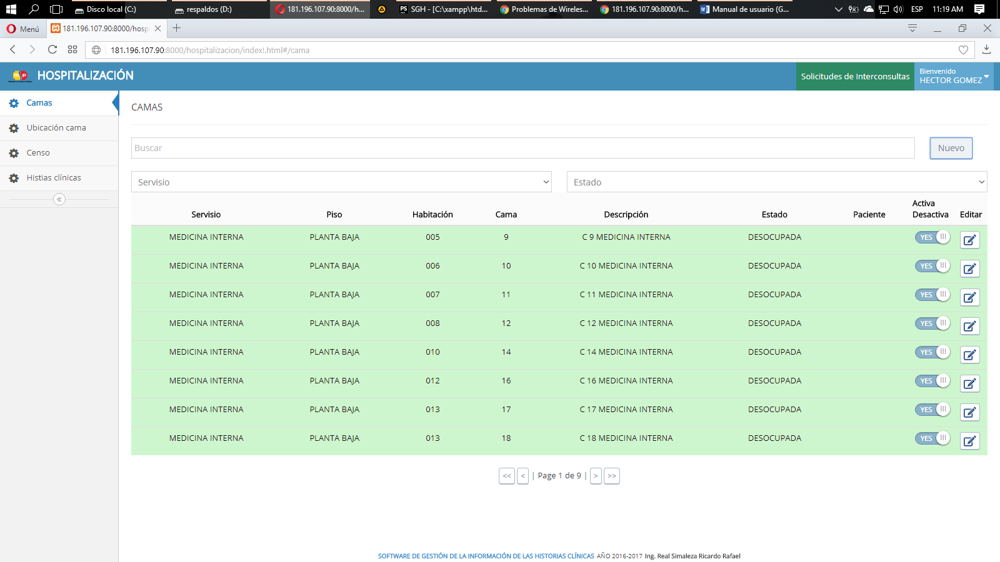 Disco local (C:) respaldos (D:) 181.196.107.90:8000/h... PS SGH - [C:\xampp\htd... Problemas de Wireles... 181.196.107.90:8000/h... Manual de usuario (G... ESP 11:19 AM
Menú 181.196.107.90:8000/hosp
181.196.107.90:8000/hospitalizacion/index!.html#/cama
HOSPITALIZACIÓN Solicitudes de Interconsultas Bienvenido
HECTOR GOMEZ
Camas
Ubicación cama
Censo
Histias clínicas
CAMAS
Buscar Nuevo
Servisio Estado
Servisio Piso Habitación Cama Descripción Estado Paciente Activa Desactiva Editar
MEDICINA INTERNA PLANTA BAJA 005 9 C 9 MEDICINA INTERNA DESOCUPADA YES
MEDICINA INTERNA PLANTA BAJA 006 10 C 10 MEDICINA INTERNA DESOCUPADA YES
MEDICINA INTERNA PLANTA BAJA 007 11 C 11 MEDICINA INTERNA DESOCUPADA YES
MEDICINA INTERNA PLANTA BAJA 008 12 C 12 MEDICINA INTERNA DESOCUPADA YES
MEDICINA INTERNA PLANTA BAJA 010 14 C 14 MEDICINA INTERNA DESOCUPADA YES
MEDICINA INTERNA PLANTA BAJA 012 16 C 16 MEDICINA INTERNA DESOCUPADA YES
MEDICINA INTERNA PLANTA BAJA 013 17 C 17 MEDICINA INTERNA DESOCUPADA YES
MEDICINA INTERNA PLANTA BAJA 013 18 C 18 MEDICINA INTERNA DESOCUPADA YES
<< < | Page 1 de 9 | > >>
SOFTWARE DE GESTIÓN DE LA INFORMACIÓN DE LAS HISTORIAS CLÍNICAS AÑO 2016-2017 Ing. Real Simaleza Ricardo Rafael